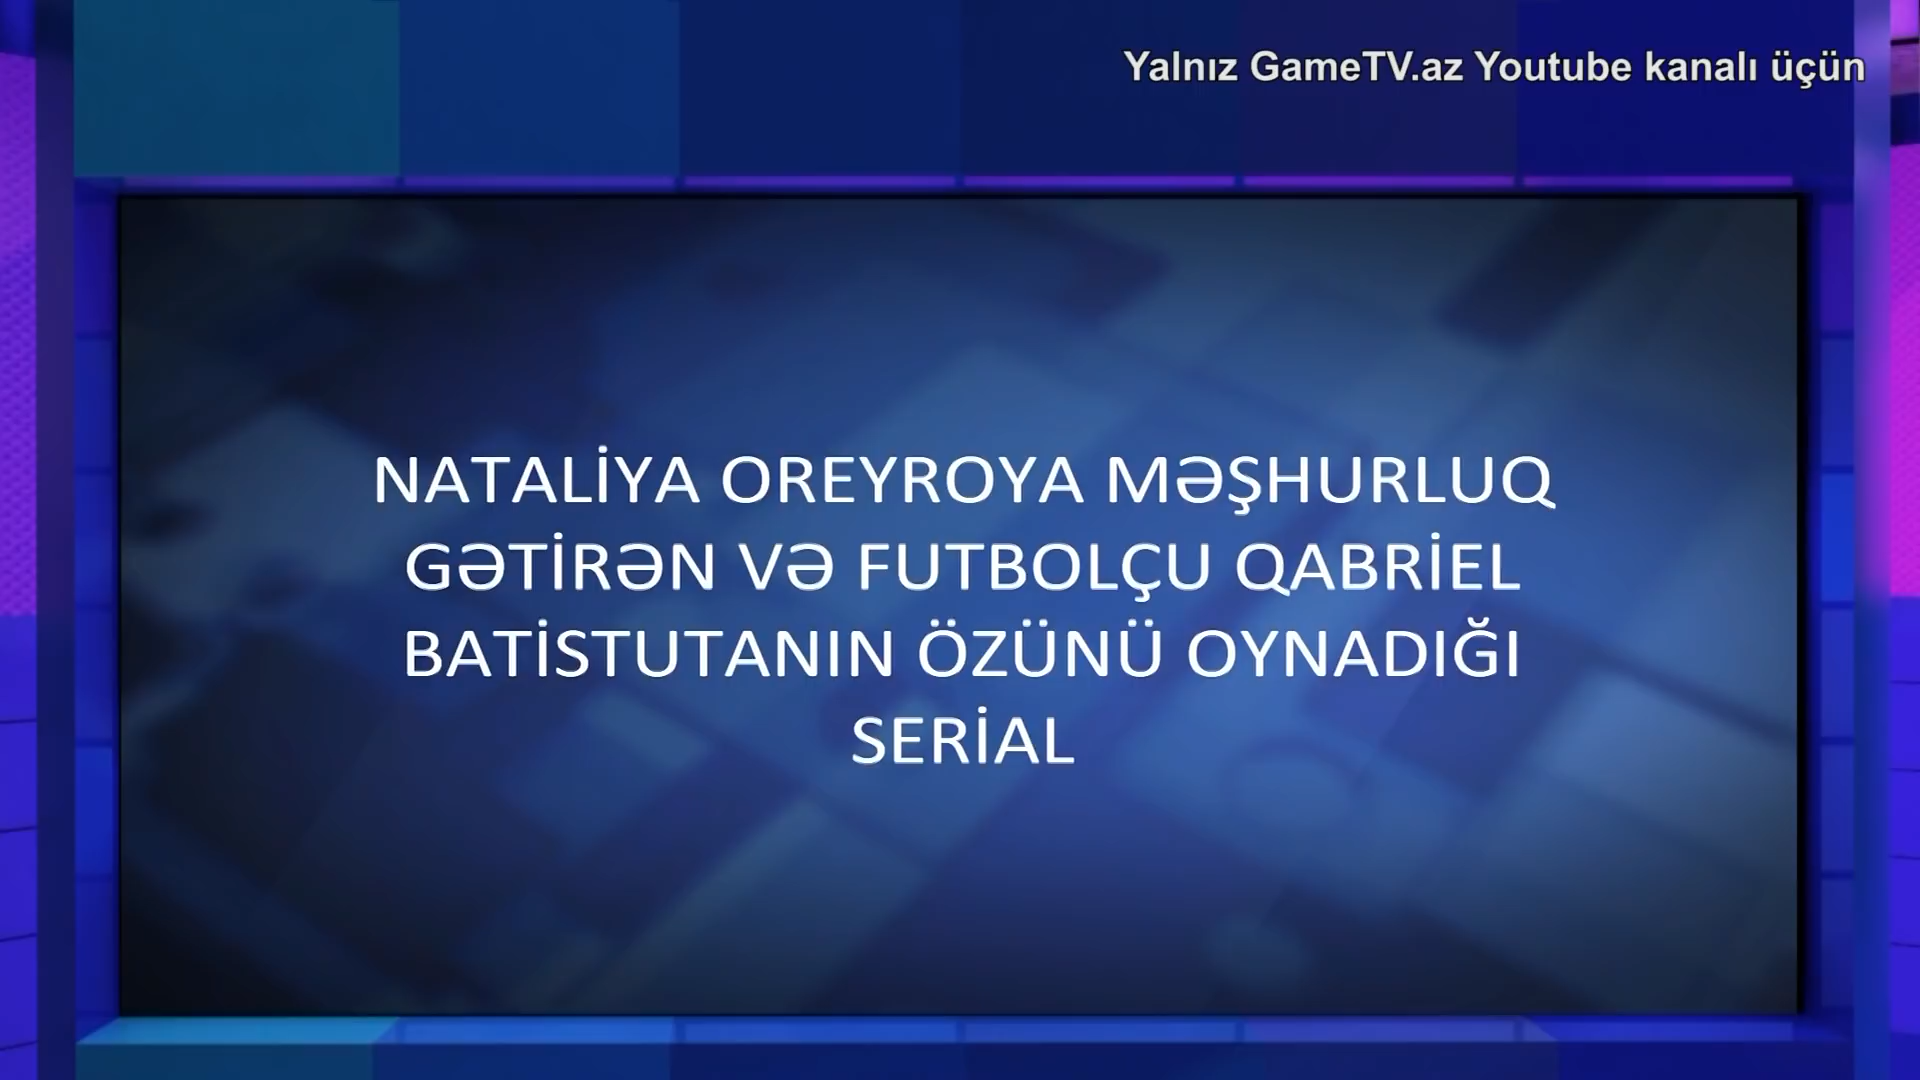 Yalnız GameTV.az Youtube kanalı üçün
NATALİYA OREYROYA MƏŞHURLUQ
GƏTİRƏN VƏ FUTBOLÇU QABRİEL
BATİSTUTANIN ÖZÜNÜ OYNADIĞI
SERİAL